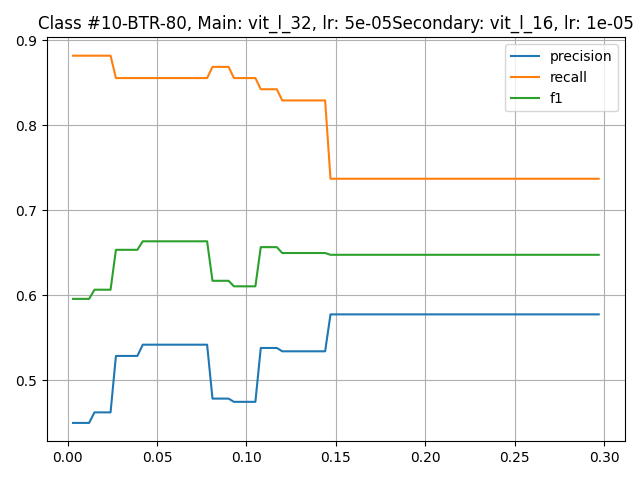 Class #10-BTR-80, Main: vit_l_32, lr: 5e-05Secondary: vit_l_16, lr: 1e-05
precision
recall
f1
0.9
0.8
0.7
0.6
0.5
0.00 0.05 0.10 0.15 0.20 0.25 0.30